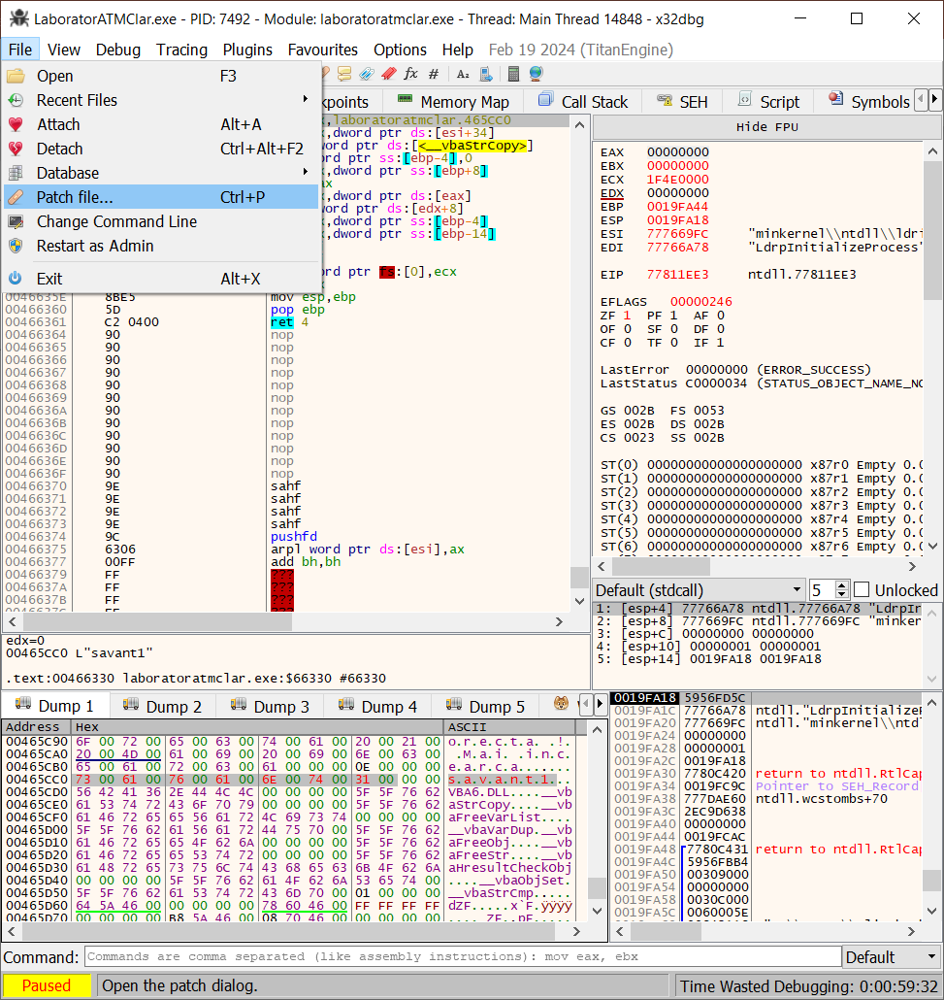 LaboratorATMClar.exe - PID: 7492 - Module: laboratoratmclar.exe - Thread: Main Thread 14848 - x32dbg
File View Debug Tracing Plugins Favourites Options Help Feb 19 2024 (TitanEngine)
Open F3
Recent Files
Attach Alt+A
Detach Ctrl+Alt+F2
Database
Patch file... Ctrl+P
Change Command Line
Restart as Admin
Exit Alt+X
kpoints Memory Map Call Stack SEH Script Symbols
,laboratoratmclar.465CC0
,dword ptr ds:[esi+34]
word ptr ds:[<__vbaStrCopy>]
word ptr ss:[ebp-4],0
,dword ptr ss:[ebp+8]
ax
,dword ptr ds:[eax]
word ptr ds:[edx+8]
,dword ptr ss:[ebp-4]
,dword ptr ss:[ebp-14]
ord ptr fs:[0],ecx
0046635E 8BE5 mov esp,ebp
00466360 5D pop ebp
00466361 C2 0400 ret 4
00466364 90 nop
00466365 90 nop
00466366 90 nop
00466367 90 nop
00466368 90 nop
00466369 90 nop
0046636A 90 nop
0046636B 90 nop
0046636C 90 nop
0046636D 90 nop
0046636E 90 nop
0046636F 90 nop
00466370 9E sahf
00466371 9E sahf
00466372 9E sahf
00466373 9E sahf
00466374 9C pushfd
00466375 6306 arpl word ptr ds:[esi],ax
00466377 00FF add bh,bh
00466379 FF ???
0046637A FF ???
0046637B FF ???
Hide FPU
EAX 00000000
EBX 00000000
ECX 1F4E0000
EDX 00000000
EBP 0019FA44
ESP 0019FA18
ESI 777669FC "minkernel\\ntdll\\ldri
EDI 77766A78 "LdrpInitializeProcess"
EIP 77811EE3 ntdll.77811EE3
EFLAGS 00000246
ZF 1 PF 1 AF 0
OF 0 SF 0 DF 0
CF 0 TF 0 IF 1
LastError 00000000 (ERROR_SUCCESS)
LastStatus C0000034 (STATUS_OBJECT_NAME_NO
GS 002B FS 0053
ES 002B DS 002B
CS 0023 SS 002B
ST(0) 00000000000000000000 x87r0 Empty 0.0
ST(1) 00000000000000000000 x87r1 Empty 0.0
ST(2) 00000000000000000000 x87r2 Empty 0.0
ST(3) 00000000000000000000 x87r3 Empty 0.0
ST(4) 00000000000000000000 x87r4 Empty 0.0
ST(5) 00000000000000000000 x87r5 Empty 0.0
ST(6) 00000000000000000000 x87r6 Empty 0.0
Default (stdcall) 5 Unlocked
1: [esp+4] 77766A78 ntdll.77766A78 "LdrpIn
2: [esp+8] 777669FC ntdll.777669FC "minker
3: [esp+C] 00000000 00000000
4: [esp+10] 00000001 00000001
5: [esp+14] 0019FA18 0019FA18
edx=0
00465CC0 L"savant1"
.text:00466330 laboratoratmclar.exe:$66330 #66330
Dump 1 Dump 2 Dump 3 Dump 4 Dump 5
Address Hex ASCII
00465C90 6F 00 72 00 65 00 63 00 74 00 61 00 20 00 21 00 o.r.e.c.t.a. .!.
00465CA0 20 00 4D 00 61 00 69 00 20 00 69 00 6E 00 63 00 .M.a.i. .i.n.c.
00465CB0 65 00 61 00 72 00 63 00 61 00 00 00 0E 00 00 00 e.a.r.c.a.......
00465CC0 73 00 61 00 76 00 61 00 6E 00 74 00 31 00 00 00 s.a.v.a.n.t.1...
00465CD0 56 42 41 36 2E 44 4C 4C 00 00 00 00 5F 5F 76 62 VBA6.DLL....__vb
00465CE0 61 53 74 72 43 6F 70 79 00 00 00 00 5F 5F 76 62 aStrCopy....__vb
00465CF0 61 46 72 65 65 56 61 72 4C 69 73 74 00 00 00 00 aFreeVarList....
00465D00 5F 5F 76 62 61 56 61 72 44 75 70 00 5F 5F 76 62 __vbaVarDup.__vb
00465D10 61 46 72 65 65 4F 62 6A 00 00 00 00 5F 5F 76 62 aFreeObj....__vb
00465D20 61 46 72 65 65 53 74 72 00 00 00 00 5F 5F 76 62 aFreeStr....__vb
00465D30 61 48 72 65 73 75 6C 74 43 68 65 63 6B 4F 62 6A aHresultCheckObj
00465D40 00 00 00 00 5F 5F 76 62 61 4F 62 6A 53 65 74 00 ....__vbaObjSet.
00465D50 5F 5F 76 62 61 53 74 72 43 6D 70 00 01 00 00 00 __vbaStrCmp.....
00465D60 64 5A 46 00 00 00 00 00 78 60 46 00 FF FF FF FF dZF.....x`F.ÿÿÿÿ
00465D70 00 00 00 00 B8 5A 46 00 08 70 46 00 00 00 00 00
0019FA18 5956FD5C
0019FA1C 77766A78 ntdll."LdrpInitializeP
0019FA20 777669FC ntdll."minkernel\\ntdl
0019FA24 00000000
0019FA28 00000001
0019FA2C 0019FA18
0019FA30 7780C420 return to ntdll.RtlCap
0019FA34 0019FC9C Pointer to SEH_Record
0019FA38 777DAE60 ntdll.wcstombs+70
0019FA3C 2EC9D638
0019FA40 00000000
0019FA44 0019FCAC
0019FA48 7780C431 return to ntdll.RtlCap
0019FA4C 5956FBB4
0019FA50 00309000
0019FA54 00000000
0019FA58 0030C000
0019FA5C 0060005E
Command: Commands are comma separated (like assembly instructions): mov eax, ebx Default
Paused Open the patch dialog. Time Wasted Debugging: 0:00:59:32